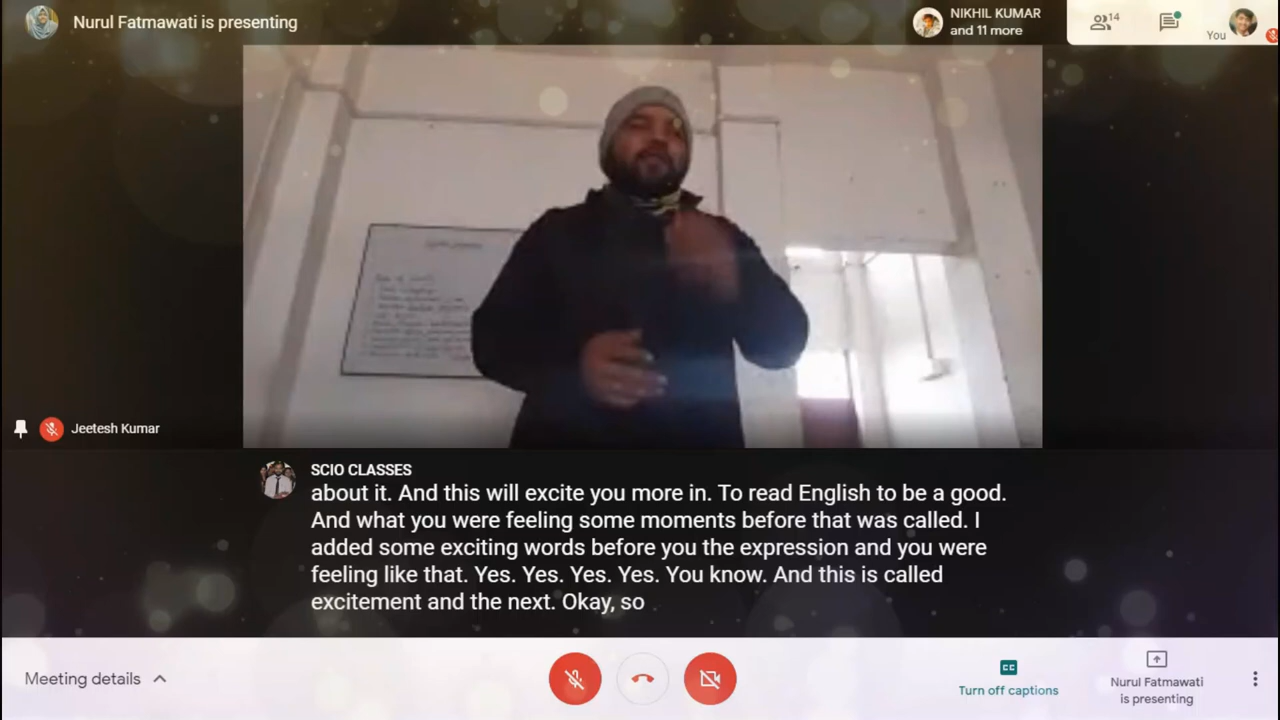 Nurul Fatmawati is presenting
NIKHIL KUMAR
and 11 more
14
You
Jeetesh Kumar
SCIO CLASSES
about it. And this will excite you more in. To read English to be a good.
And what you were feeling some moments before that was called. I
added some exciting words before you the expression and you were
feeling like that. Yes. Yes. Yes. Yes. You know. And this is called
excitement and the next. Okay, so
Meeting details
CC
Turn off captions
Nurul Fatmawati
is presenting